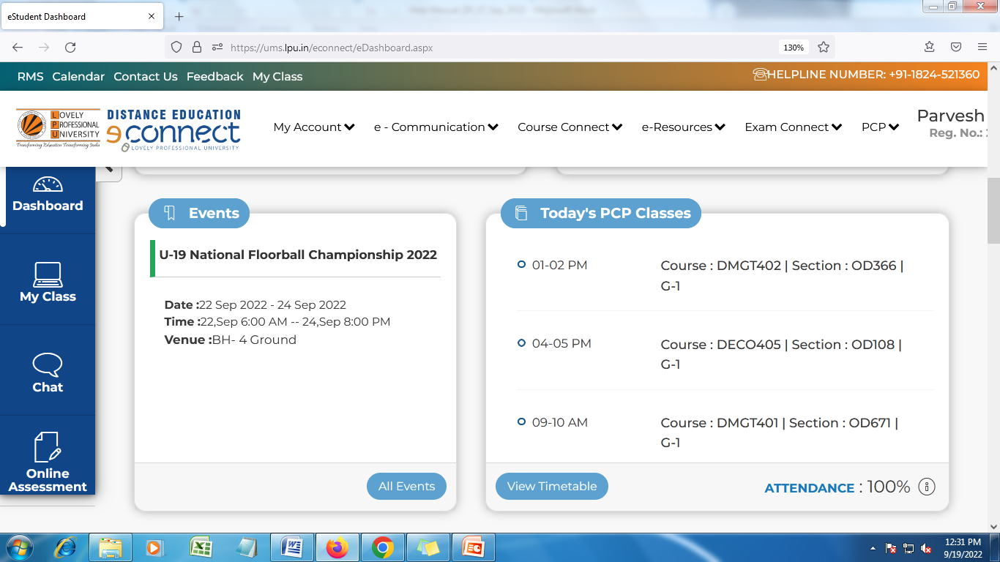 eStudent Dashboard
https://ums.lpu.in/econnect/eDashboard.aspx
130%
RMS Calendar Contact Us Feedback My Class
HELPLINE NUMBER: +91-1824-521360
LOVELY
PROFESSIONAL
UNIVERSITY
Transforming Education Transforming India
DISTANCE EDUCATION
econnect
LOVELY PROFESSIONAL UNIVERSITY
My Account e - Communication Course Connect e-Resources Exam Connect PCP
Parvesh
Reg. No.:
Dashboard
My Class
Chat
Online
Assessment
Events
U-19 National Floorball Championship 2022
Date :22 Sep 2022 - 24 Sep 2022
Time :22,Sep 6:00 AM -- 24,Sep 8:00 PM
Venue :BH- 4 Ground
All Events
Today's PCP Classes
01-02 PM Course : DMGT402 | Section : OD366 |
G-1
04-05 PM Course : DECO405 | Section : OD108 |
G-1
09-10 AM Course : DMGT401 | Section : OD671 |
G-1
View Timetable
ATTENDANCE : 100%
12:31 PM
9/19/2022